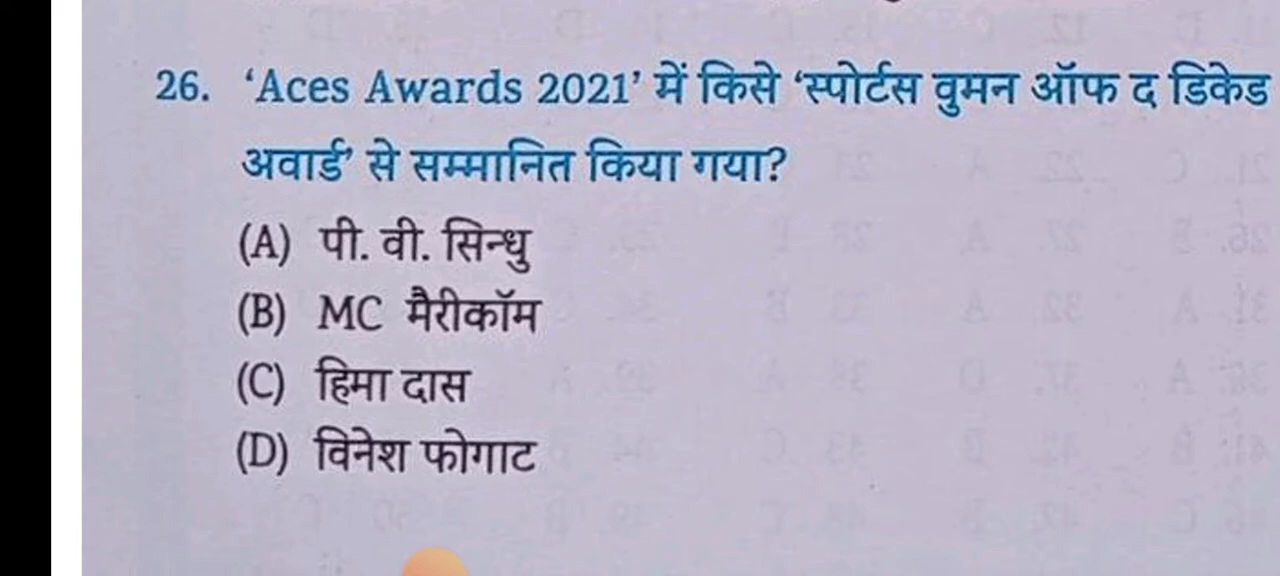 26. ‘Aces Awards 2021’ में किसे ‘स्पोर्टस वुमन ऑफ द डिकेड
अवार्ड’ से सम्मानित किया गया?
(A) पी. वी. सिन्धु
(B) MC मैरीकॉम
(C) हिमा दास
(D) विनेश फोगाट